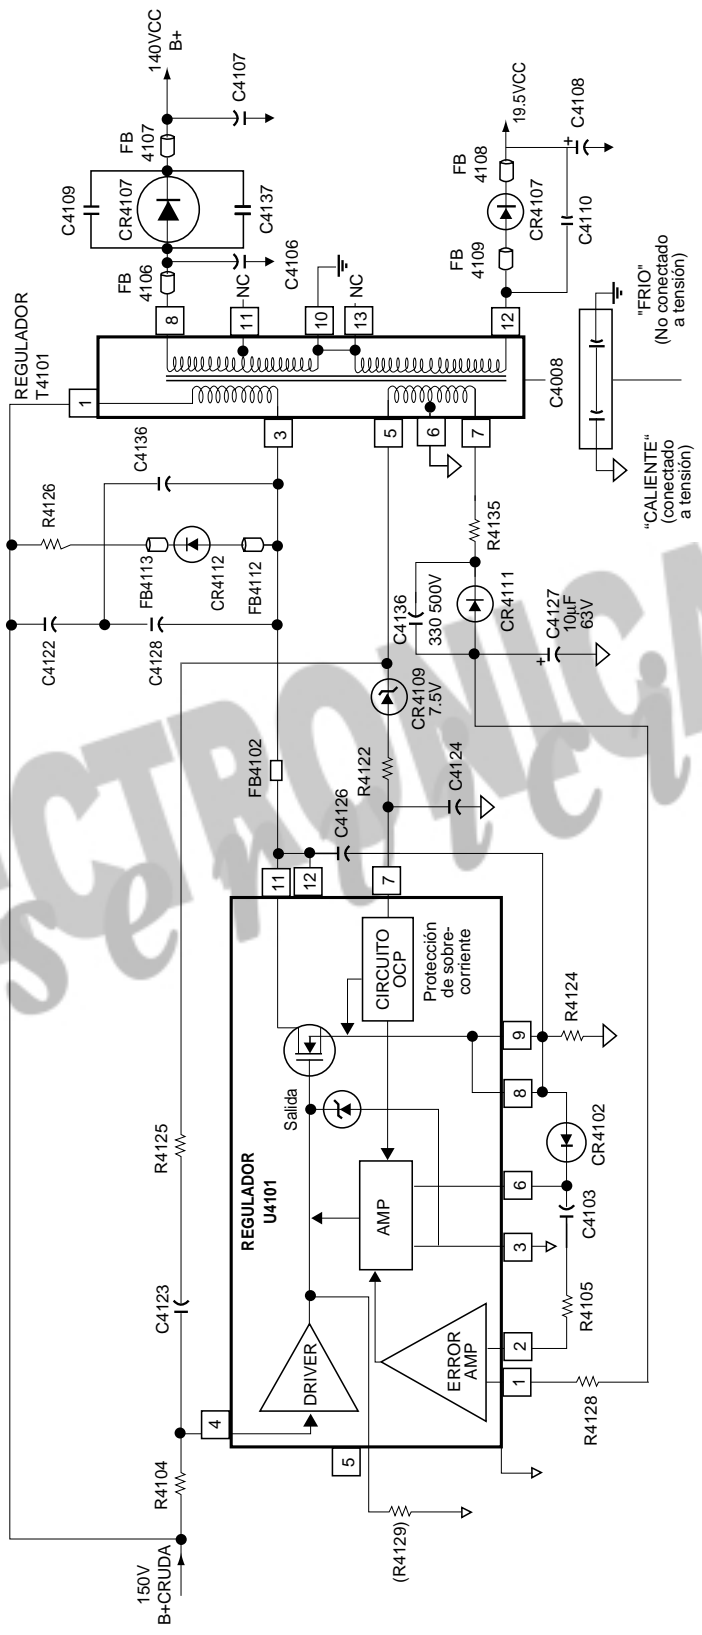 150V
B+CRUDA
R4104
C4123
R4125
4
5
(R4129)
DRIVER
REGULADOR
U4101
Salida
AMP
ERROR
AMP
CIRCUITO
OCP
Protección
de sobre-
corriente
1
2
3
6
8
9
11
12
7
R4128
R4105
C4103
CR4102
R4124
C4126
C4124
R4122
CR4109
7.5V
FB4102
C4122
C4128
R4126
FB4113
CR4112
FB4112
C4136
C4136
330 500V
CR4111
R4135
C4127
10µF
63V
+
REGULADOR
T4101
1
3
5
6
7
8
11
NC
10
13
NC
12
FB
4106
C4106
C4109
CR4107
C4137
FB
4107
C4107
140VCC
B+
FB
4109
CR4107
FB
4108
C4110
C4108
+
19.5VCC
C4008
"CALIENTE"
(conectado
a tensión)
"FRIO"
(No conectado
a tensión)
ELECTRONICA
servicio